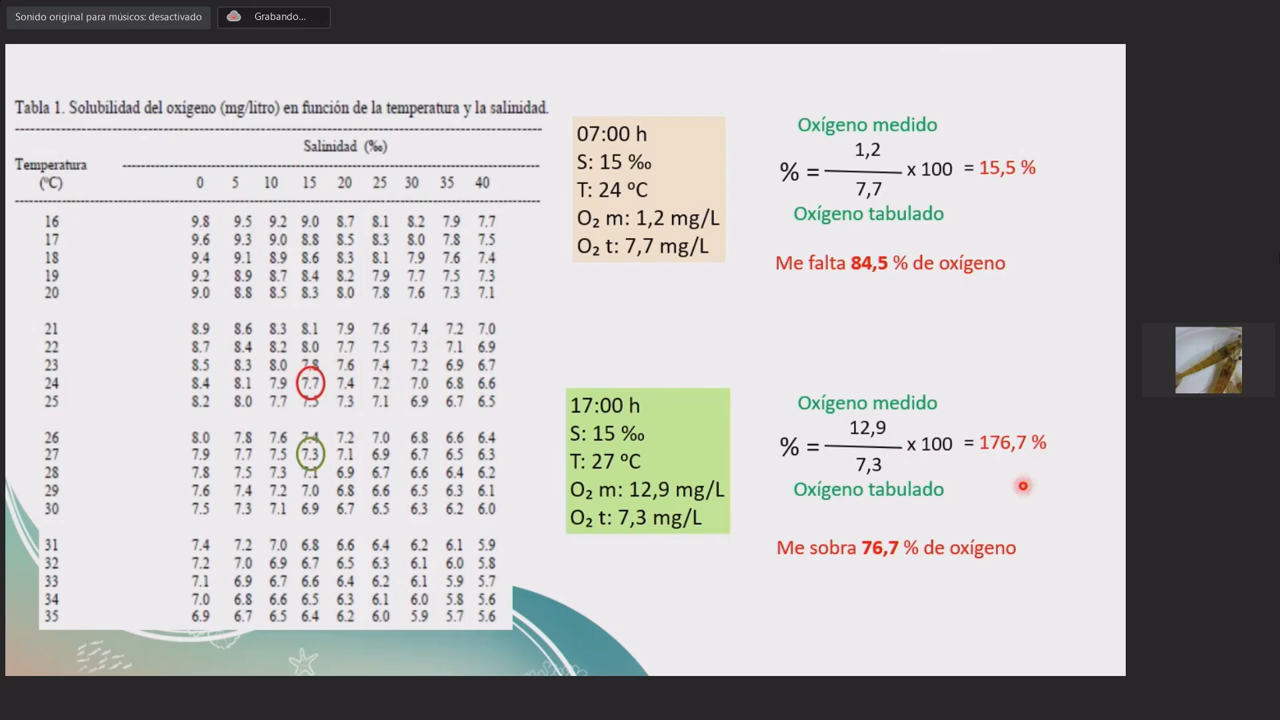 Sonido original para músicos: desactivado
Grabando...
Tabla 1. Solubilidad del oxígeno (mg/litro) en función de la temperatura y la salinidad.
Salinidad (‰)
Temperatura
(ºC) 0 5 10 15 20 25 30 35 40
16 9.8 9.5 9.2 9.0 8.7 8.1 8.2 7.9 7.7
17 9.6 9.3 9.0 8.8 8.5 8.3 8.0 7.8 7.5
18 9.4 9.1 8.9 8.6 8.3 8.1 7.9 7.6 7.4
19 9.2 8.9 8.7 8.4 8.2 7.9 7.7 7.5 7.3
20 9.0 8.8 8.5 8.3 8.0 7.8 7.6 7.3 7.1
21 8.9 8.6 8.3 8.1 7.9 7.6 7.4 7.2 7.0
22 8.7 8.4 8.2 8.0 7.7 7.5 7.3 7.1 6.9
23 8.5 8.3 8.0 7.8 7.6 7.4 7.2 6.9 6.7
24 8.4 8.1 7.9 7.7 7.4 7.2 7.0 6.8 6.6
25 8.2 8.0 7.7 7.5 7.3 7.1 6.9 6.7 6.5
26 8.0 7.8 7.6 7.4 7.2 7.0 6.8 6.6 6.4
27 7.9 7.7 7.5 7.3 7.1 6.9 6.7 6.5 6.3
28 7.8 7.5 7.3 7.1 6.9 6.7 6.6 6.4 6.2
29 7.6 7.4 7.2 7.0 6.8 6.6 6.5 6.3 6.1
30 7.5 7.3 7.1 6.9 6.7 6.5 6.3 6.2 6.0
31 7.4 7.2 7.0 6.8 6.6 6.4 6.2 6.1 5.9
32 7.2 7.0 6.9 6.7 6.5 6.3 6.1 6.0 5.8
33 7.1 6.9 6.7 6.6 6.4 6.2 6.1 5.9 5.7
34 7.0 6.8 6.6 6.5 6.3 6.1 6.0 5.8 5.6
35 6.9 6.7 6.5 6.4 6.2 6.0 5.9 5.7 5.6
07:00 h
S: 15 ‰
T: 24 ºC
O₂ m: 1,2 mg/L
O₂ t: 7,7 mg/L
Oxígeno medido
1,2
% = x 100 = 15,5 %
7,7
Oxígeno tabulado
Me falta 84,5 % de oxígeno
17:00 h
S: 15 ‰
T: 27 ºC
O₂ m: 12,9 mg/L
O₂ t: 7,3 mg/L
Oxígeno medido
12,9
% = x 100 = 176,7 %
7,3
Oxígeno tabulado
Me sobra 76,7 % de oxígeno